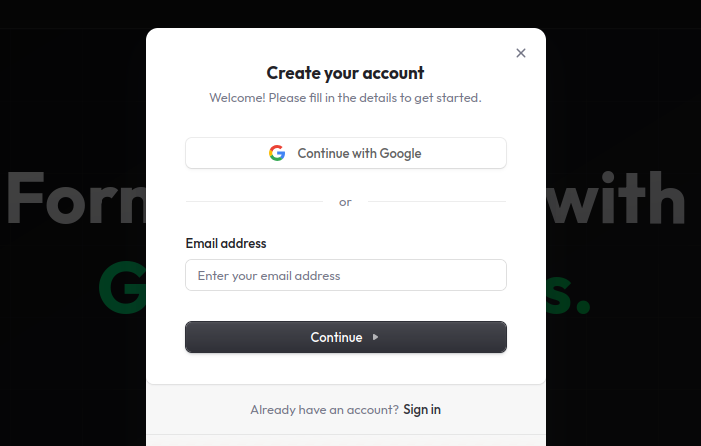 Create your account
Welcome! Please fill in the details to get started.
Continue with Google
or
Email address
Enter your email address
Continue
Already have an account? Sign in
with